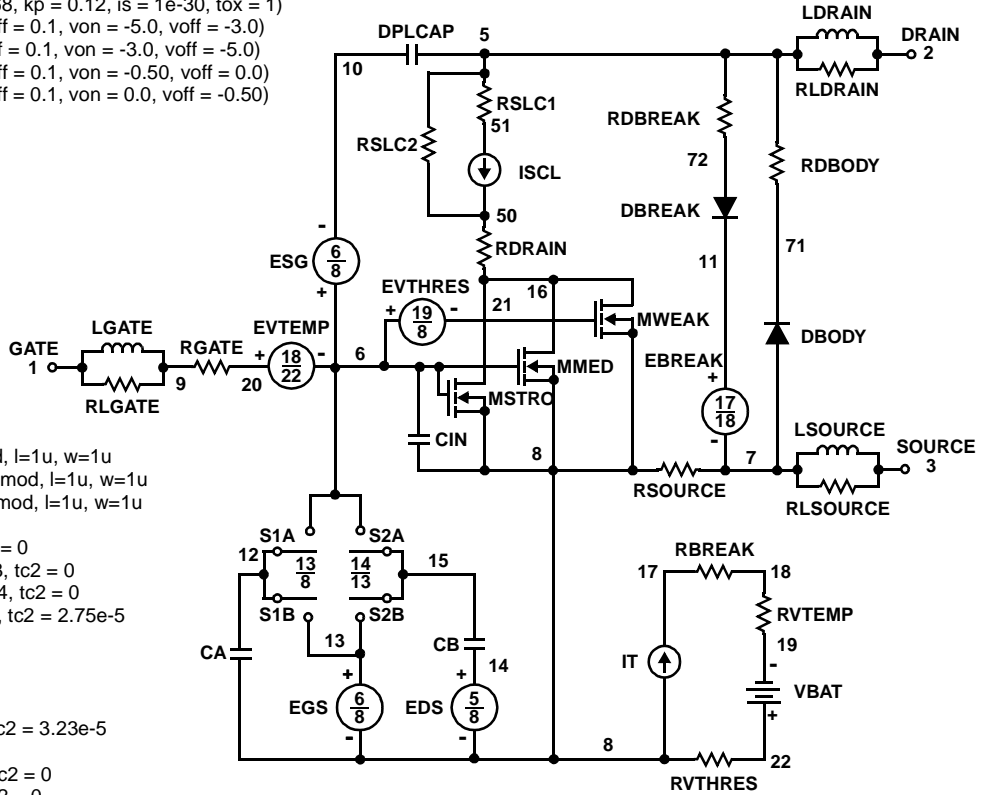 68, kp = 0.12, is = 1e-30, tox = 1)
ff = 0.1, von = -5.0, voff = -3.0)
f = 0.1, von = -3.0, voff = -5.0)
ff = 0.1, von = -0.50, voff = 0.0)
ff = 0.1, von = 0.0, voff = -0.50)
LDRAIN
DRAIN
2
RLDRAIN
DPLCAP
5
10
RSLC1
51
RSLC2
ISCL
50
RDRAIN
RDBREAK
72
RDBODY
DBREAK
71
11
-
ESG
6
8
+
EVTHRES
+
19
8
-
21
16
MWEAK
DBODY
LGATE
GATE
1
RLGATE
9
RGATE
20
EVTEMP
+
18
22
-
6
MMED
MSTRO
EBREAK
+
17
18
-
CIN
8
RSOURCE
7
LSOURCE
SOURCE
3
RLSOURCE
d, l=1u, w=1u
mod, l=1u, w=1u
mod, l=1u, w=1u
= 0
3, tc2 = 0
4, tc2 = 0
, tc2 = 2.75e-5
c2 = 3.23e-5
c2 = 0
S1A
S2A
12
13
8
14
13
15
S1B
S2B
13
CA
CB
14
+
EGS
6
8
-
+
EDS
5
8
-
8
RBREAK
17
18
RVTEMP
19
IT
-
VBAT
+
22
RVTHRES